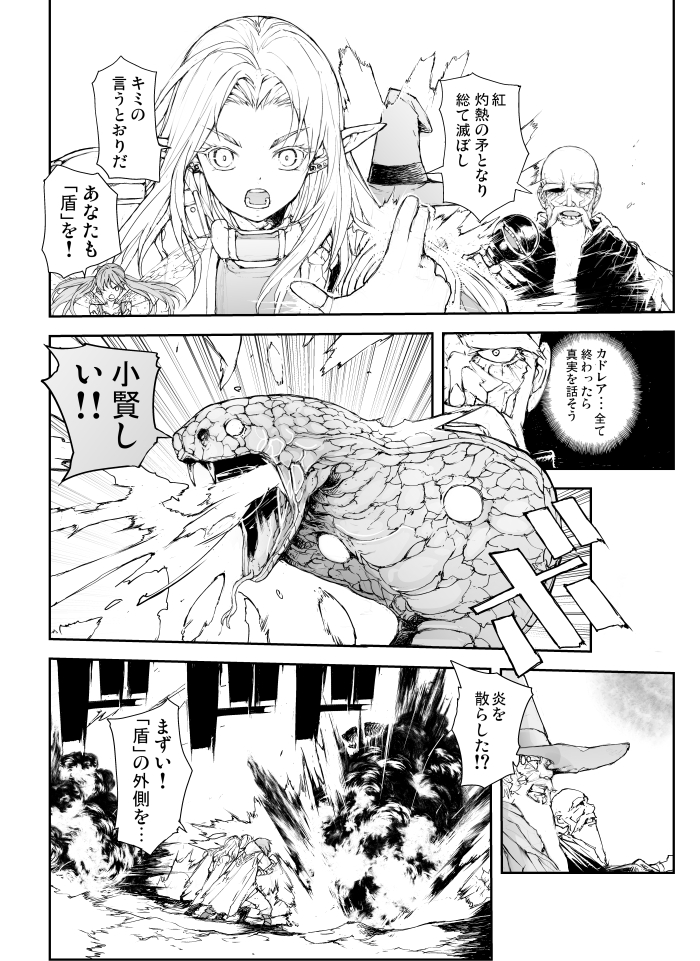 紅
灼熱の矛となり
総て滅ぼし
キミの
言うとおりだ
あなたも
「盾」を!
カドレア…全て
終わったら
真実を話そう
小賢し
い!!
ボボ
炎を
散らした!?
まずい!
「盾」の外側を…